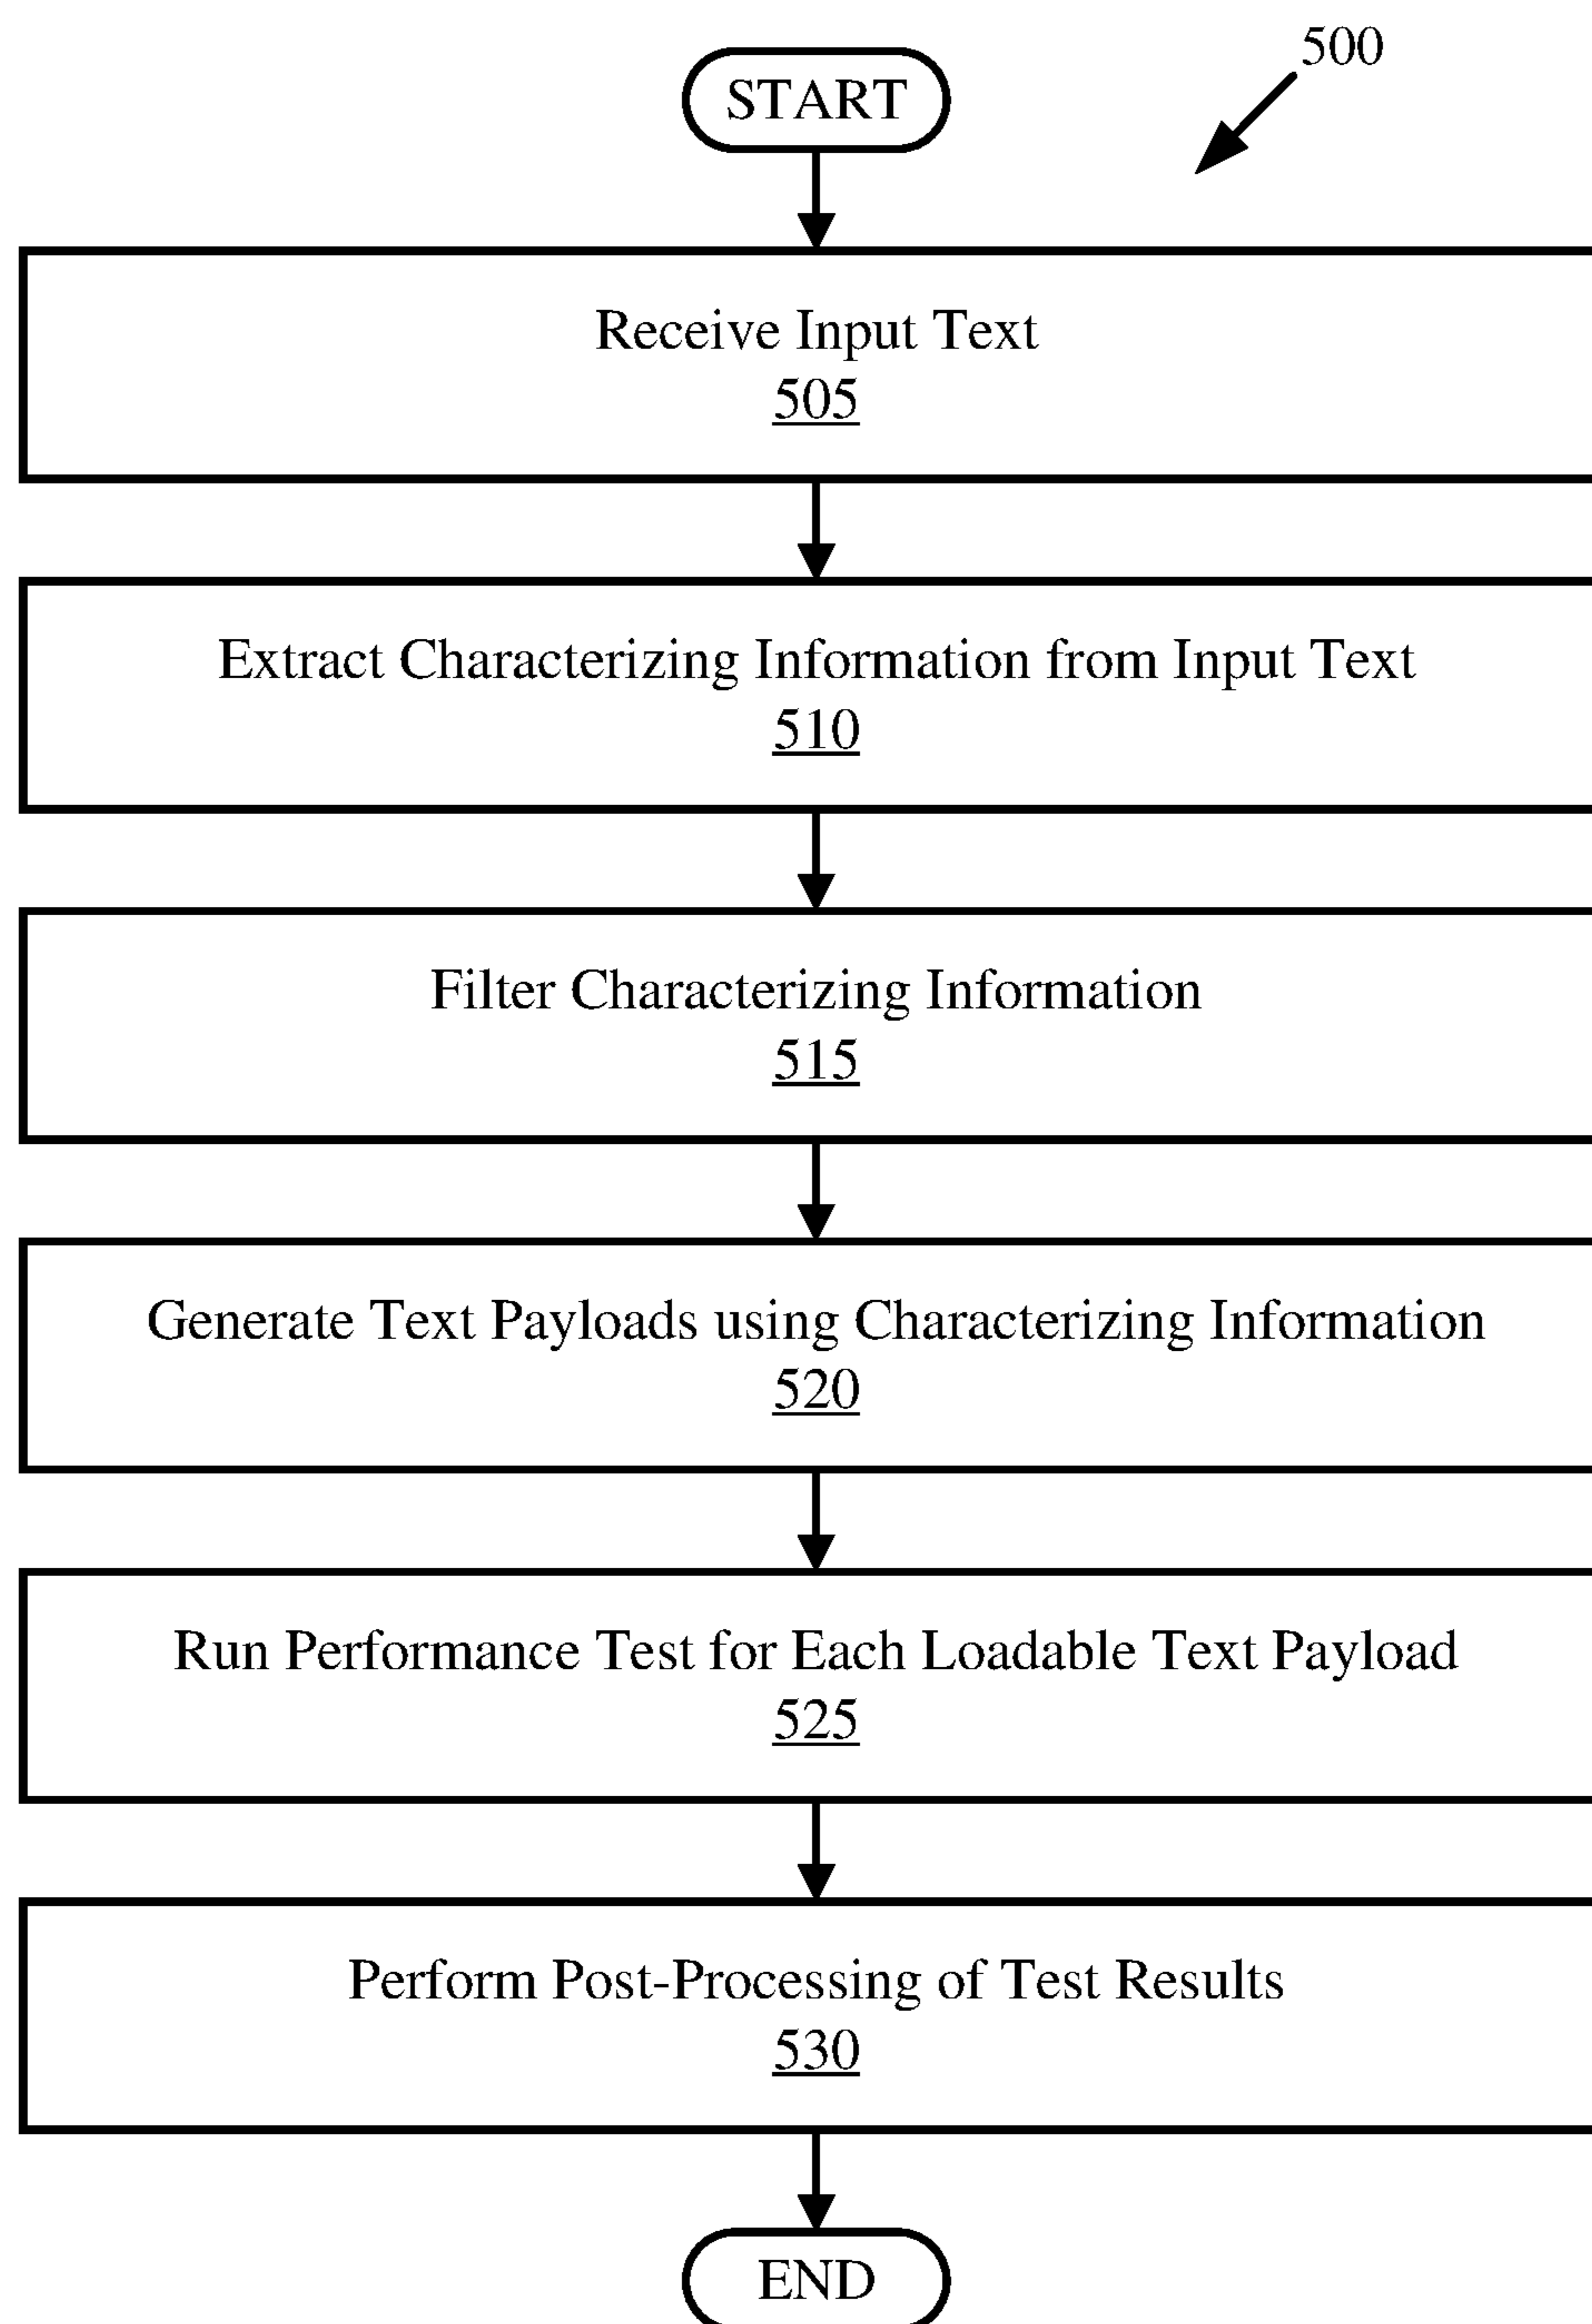 500
START
Receive Input Text
505
Extract Characterizing Information from Input Text
510
Filter Characterizing Information
515
Generate Text Payloads using Characterizing Information
520
Run Performance Test for Each Loadable Text Payload
525
Perform Post-Processing of Test Results
530
END